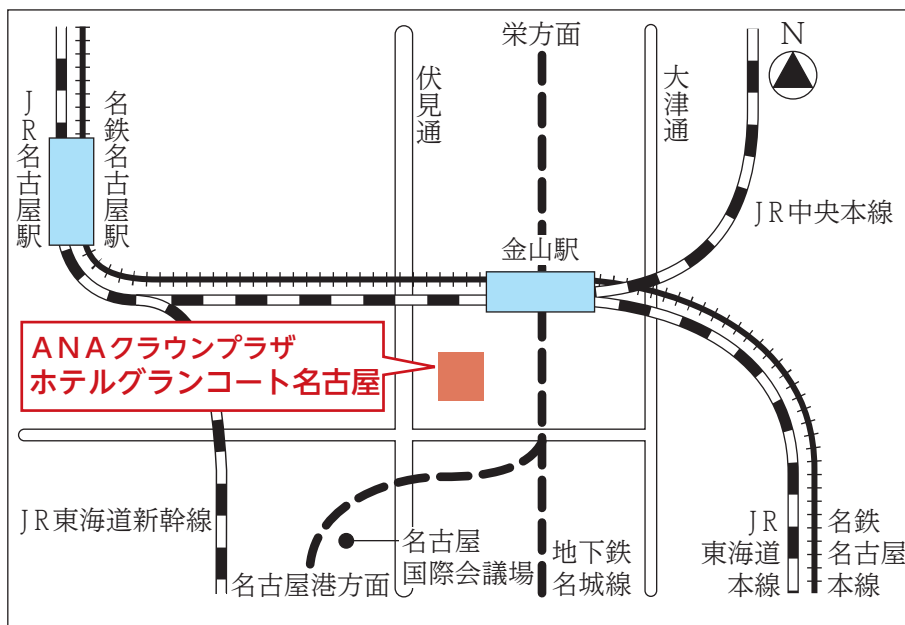 栄方面
N
伏見通
大津通
JR名古屋駅
名鉄名古屋駅
JR中央本線
金山駅
ANAクラウンプラザ
ホテルグランコート名古屋
JR東海道新幹線
名古屋港方面
名古屋
国際会議場
地下鉄
名城線
JR
東海道
本線
名鉄
名古屋
本線